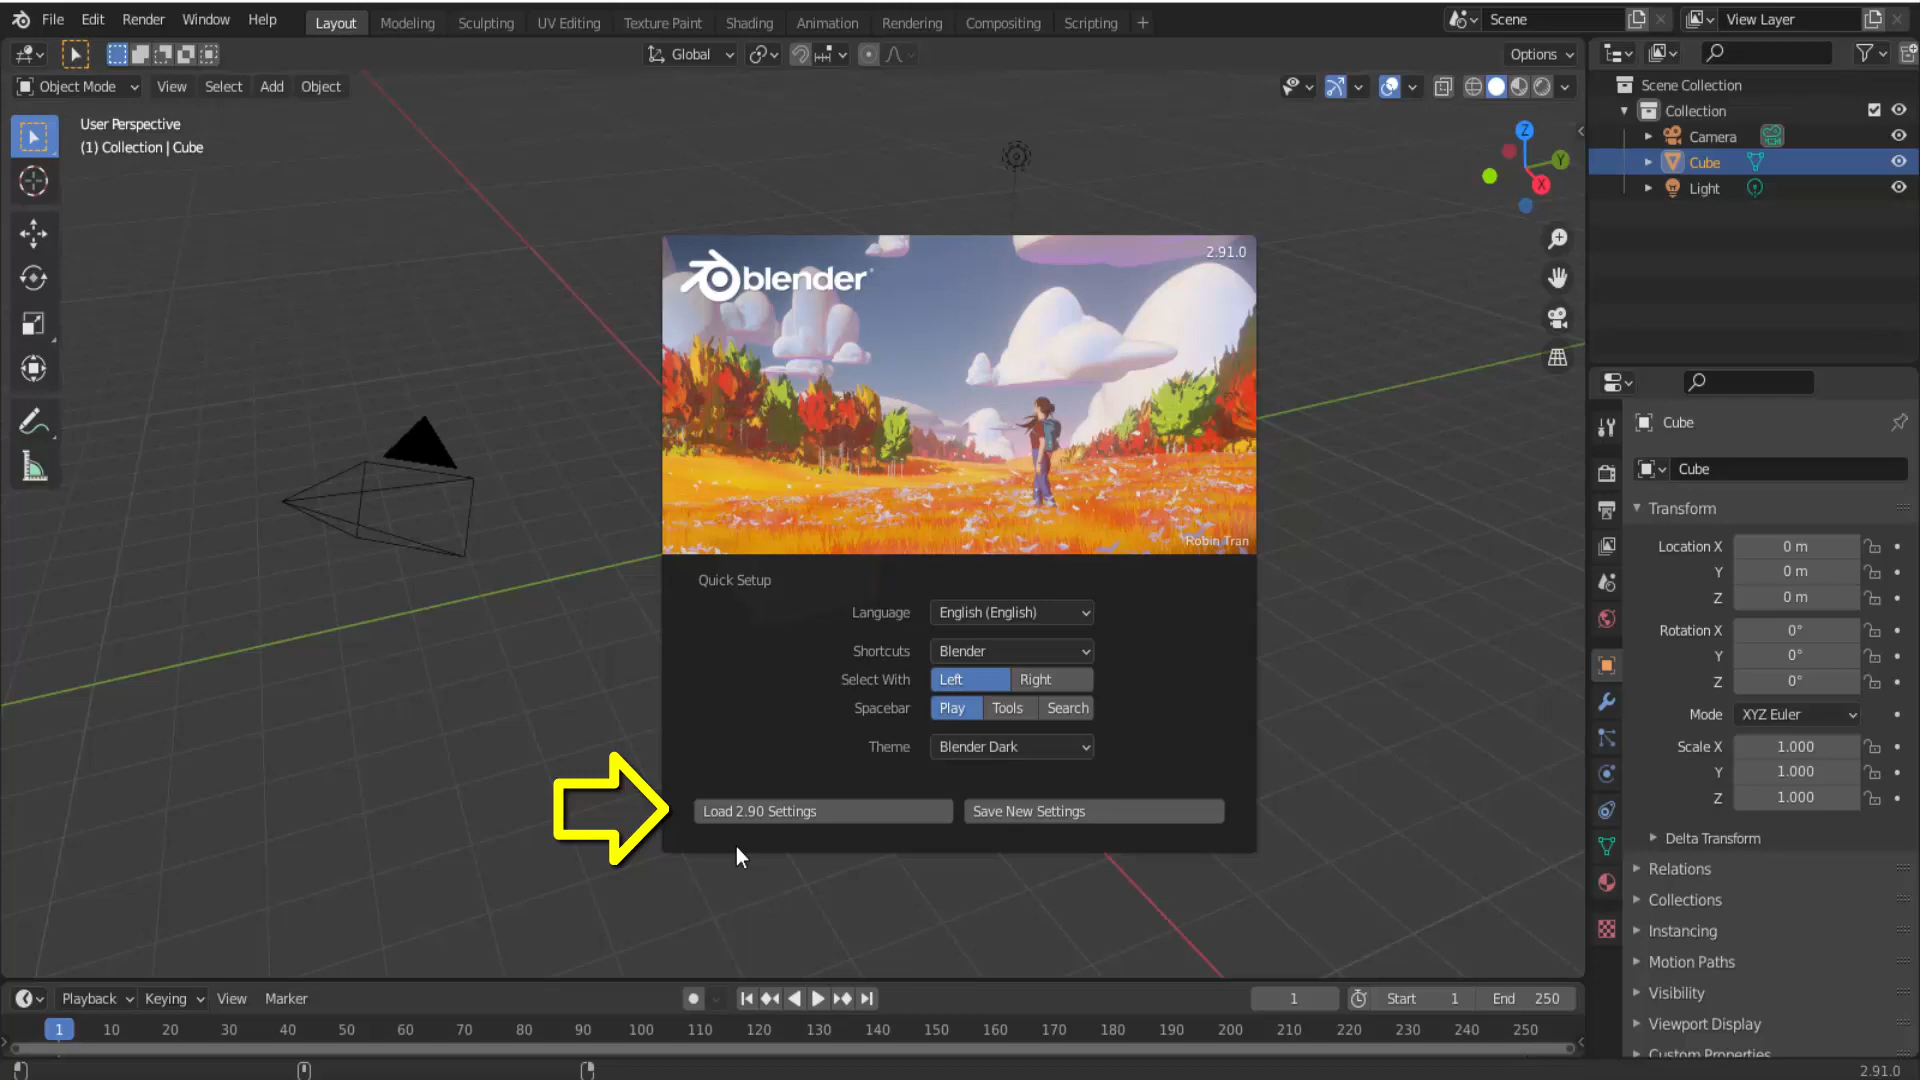 File Edit Render Window Help Layout Modeling Sculpting UV Editing Texture Paint Shading Animation Rendering Compositing Scripting + Scene View Layer
Global Options
Object Mode View Select Add Object
User Perspective
(1) Collection | Cube
Z
Y
X
Scene Collection
Collection
Camera
Cube
Light
blender
2.91.0
Robin Tran
Quick Setup
Language English (English)
Shortcuts Blender
Select With Left Right
Spacebar Play Tools Search
Theme Blender Dark
Load 2.90 Settings Save New Settings
Cube
Cube
Transform
Location X 0 m
Y 0 m
Z 0 m
Rotation X 0°
Y 0°
Z 0°
Mode XYZ Euler
Scale X 1.000
Y 1.000
Z 1.000
Delta Transform
Relations
Collections
Instancing
Motion Paths
Visibility
Viewport Display
Custom Properties
Playback Keying View Marker 1 Start 1 End 250
1 10 20 30 40 50 60 70 80 90 100 110 120 130 140 150 160 170 180 190 200 210 220 230 240 250
2.91.0